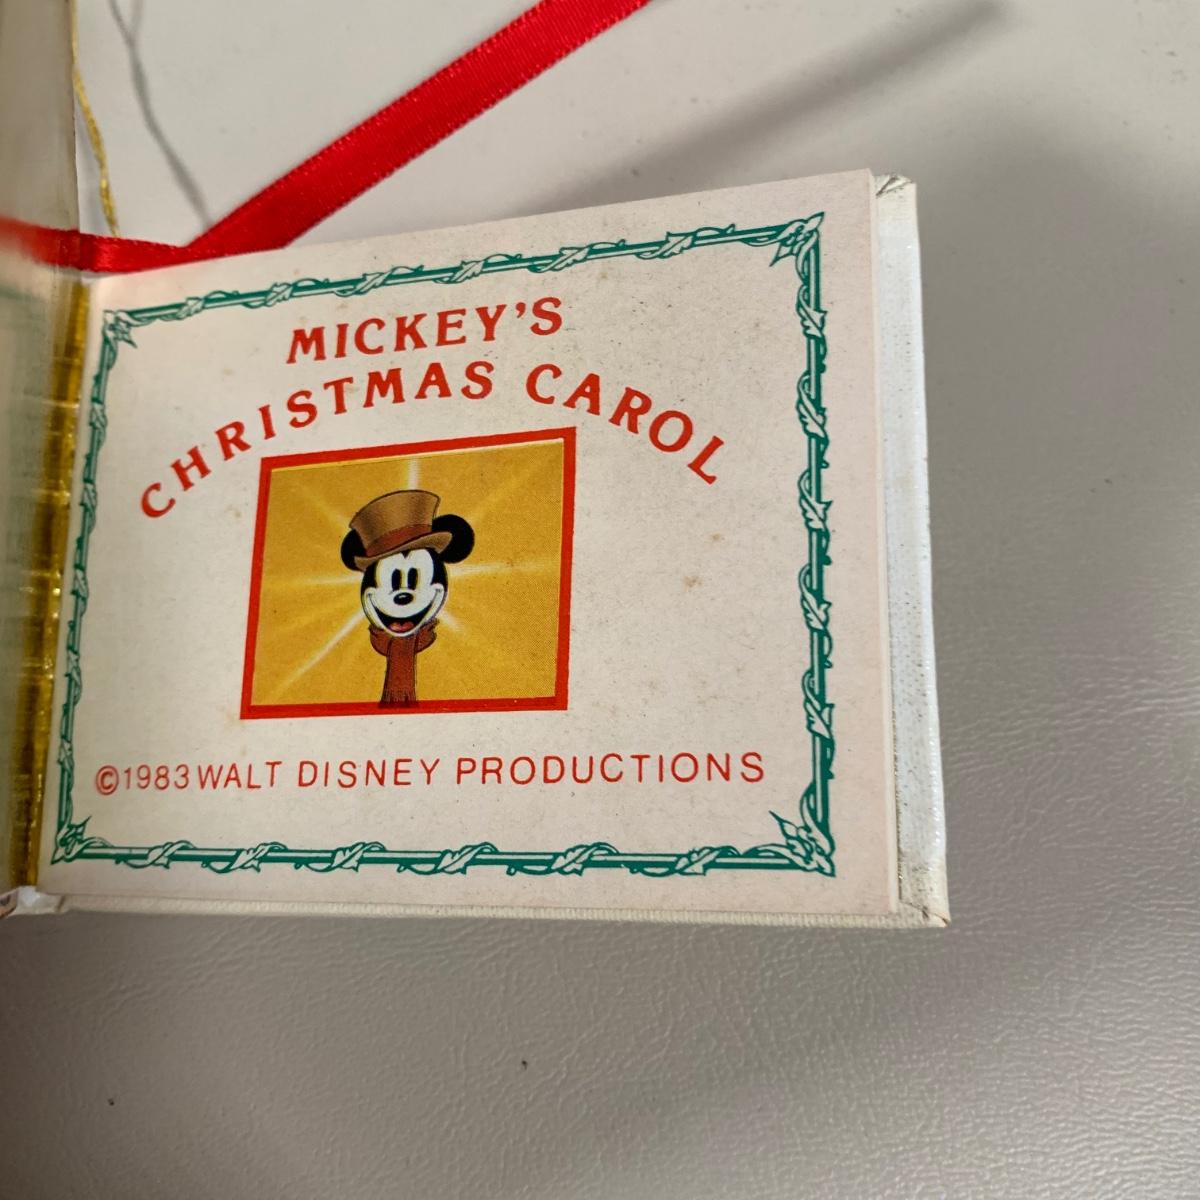 MICKEY'S
CHRISTMAS CAROL
©1983 WALT DISNEY PRODUCTIONS